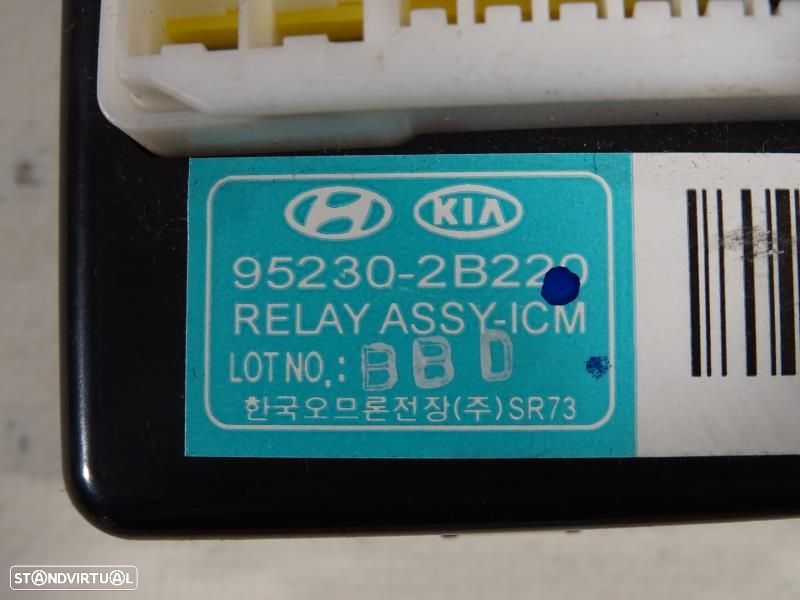 KIA
95230-2B220
RELAY ASSY-ICM
LOT NO.: BBD
한국오므론전장(주) SR73
STANDVIRTUAL